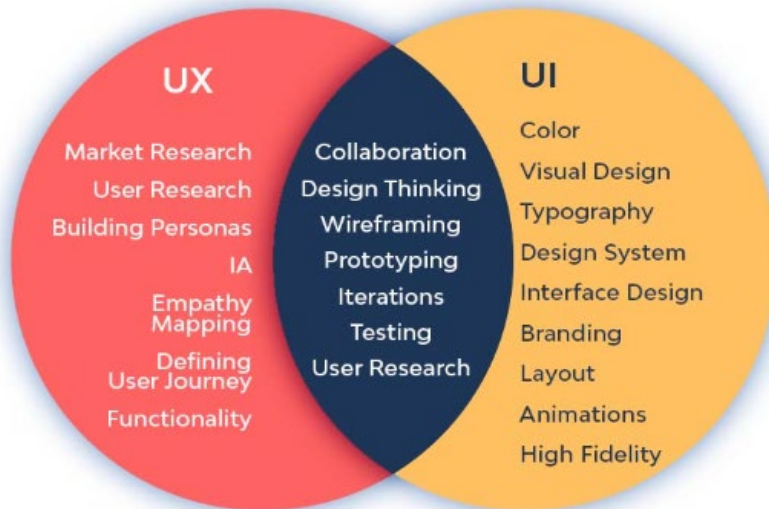 UX
Market Research
User Research
Building Personas
IA
Empathy
Mapping
Defining
User Journey
Functionality
Collaboration
Design Thinking
Wireframing
Prototyping
Iterations
Testing
User Research
UI
Color
Visual Design
Typography
Design System
Interface Design
Branding
Layout
Animations
High Fidelity